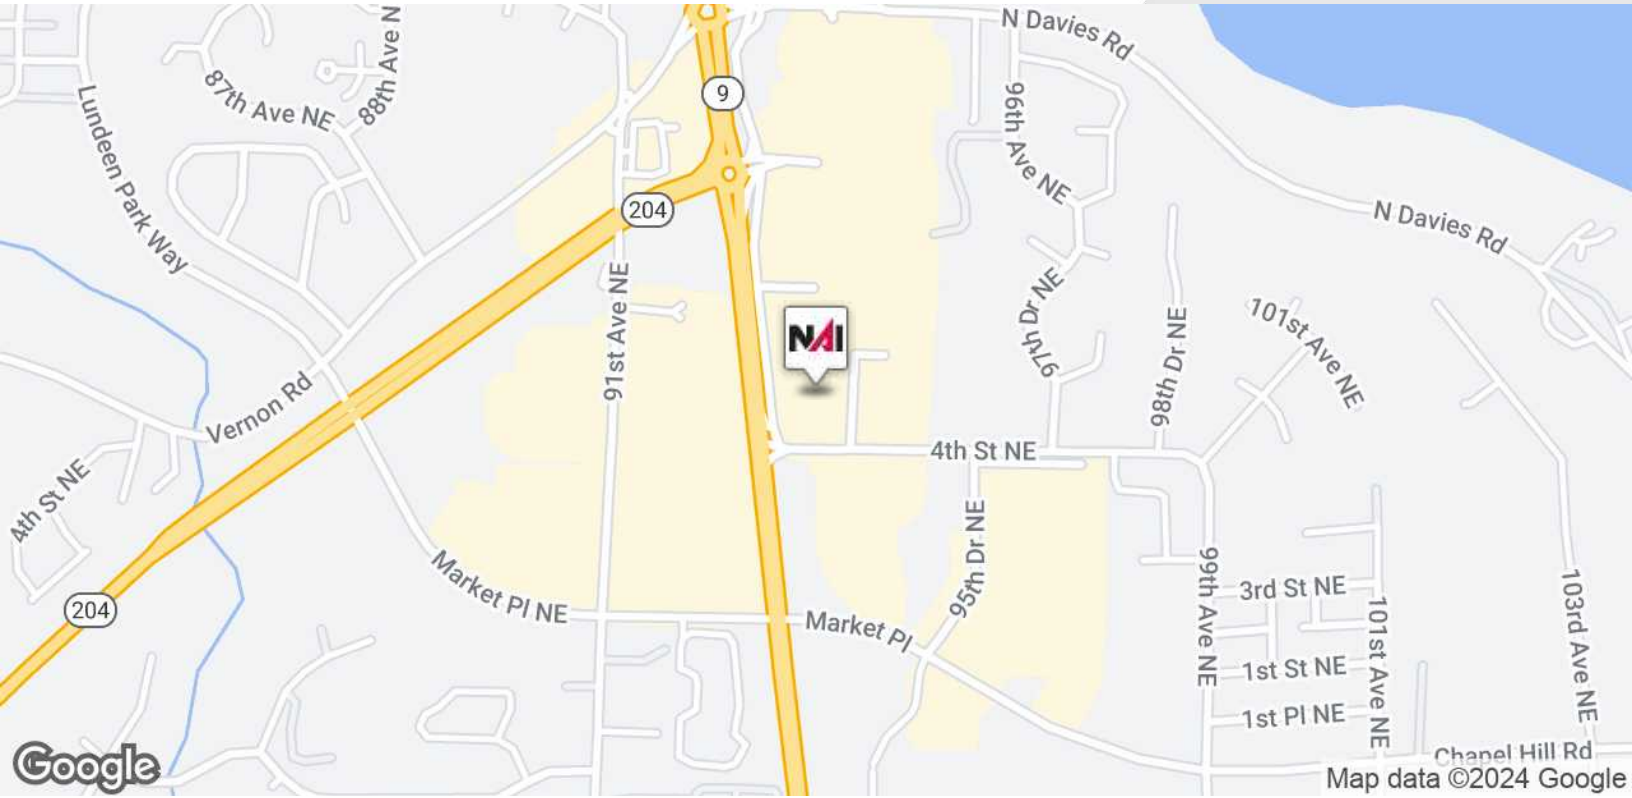 N Davies Rd
88th Ave N
87th Ave NE
9
96th Ave NE
Lundeen Park Way
204
N Davies Rd
91st Ave NE
97th Dr NE
101st Ave NE
98th Dr NE
NAI
Vernon Rd
4th St NE
4th St NE
95th Dr NE
99th Ave NE
Market Pl NE
204
Market Pl
3rd St NE
101st Ave NE
103rd Ave NE
1st St NE
1st Pl NE
Chapel Hill Rd
Google
Map data ©2024 Google